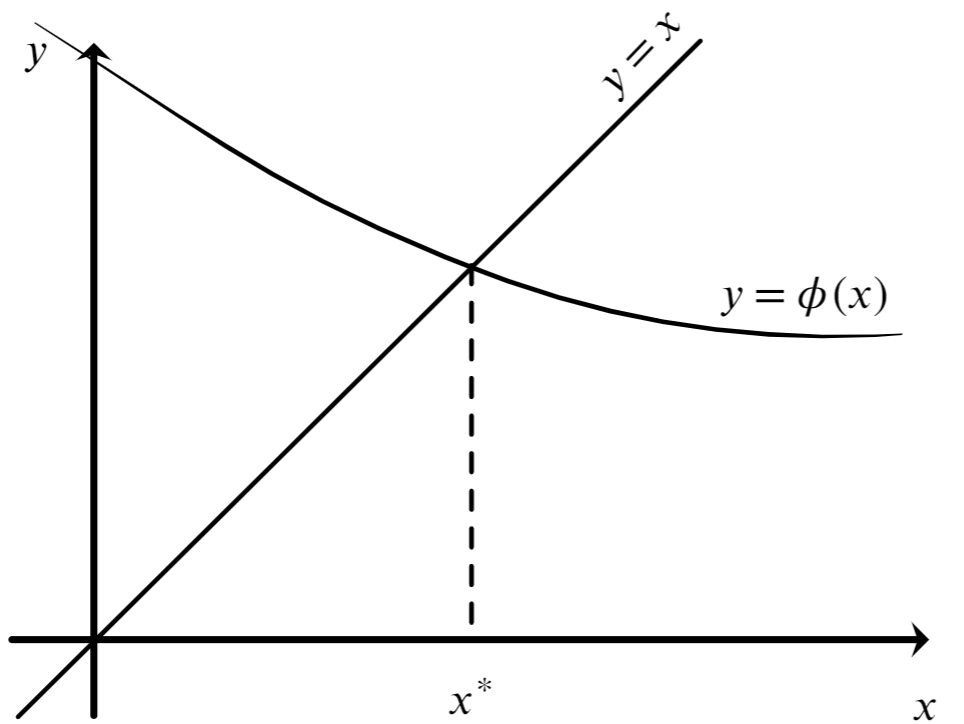 y
y = x
y = ϕ(x)
x*
x